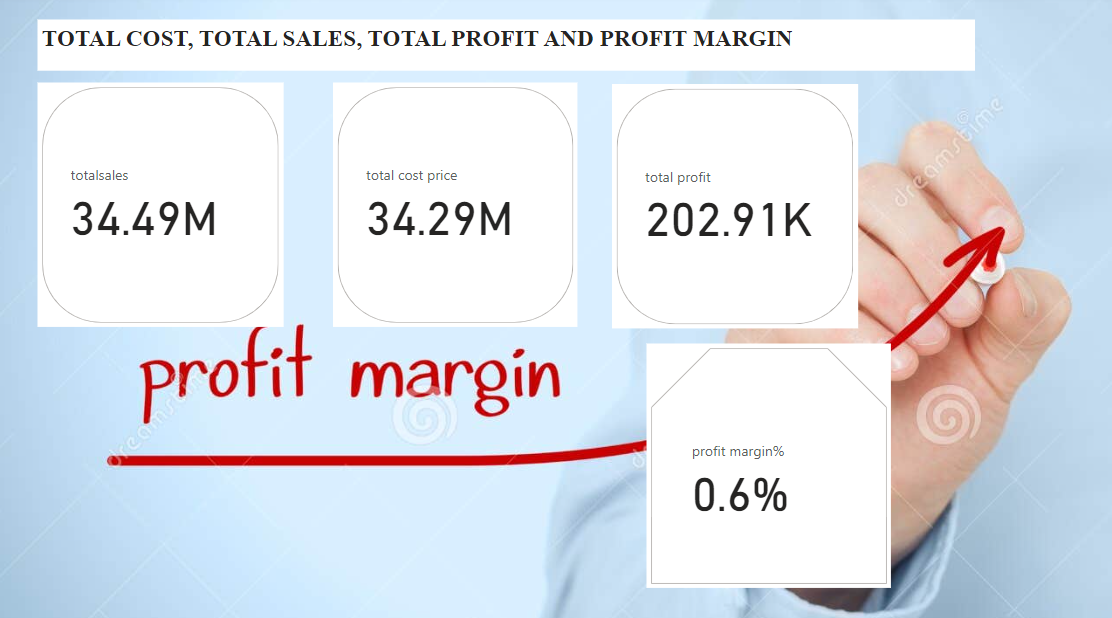 TOTAL COST, TOTAL SALES, TOTAL PROFIT AND PROFIT MARGIN
totalsales
34.49M
total cost price
34.29M
total profit
202.91K
profit margin
profit margin%
0.6%
dreamstime
dreamstime